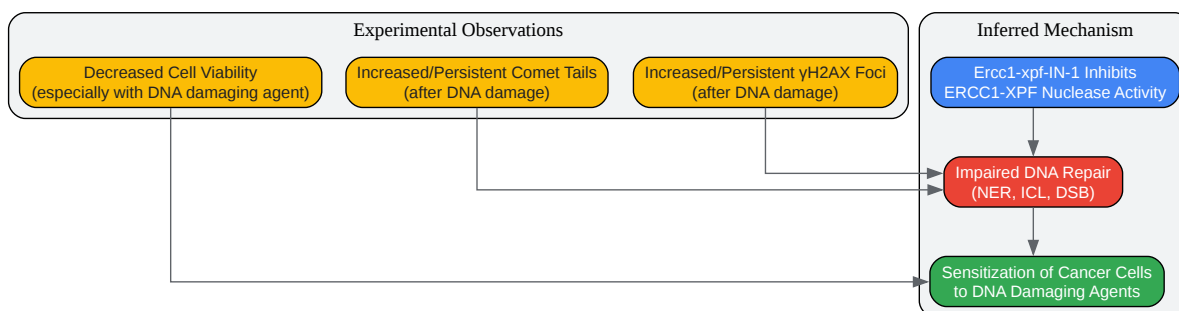 Experimental Observations
Decreased Cell Viability
(especially with DNA damaging agent)
Increased/Persistent Comet Tails
(after DNA damage)
Increased/Persistent γH2AX Foci
(after DNA damage)
Inferred Mechanism
Ercc1-xpf-IN-1 Inhibits
ERCC1-XPF Nuclease Activity
Impaired DNA Repair
(NER, ICL, DSB)
Sensitization of Cancer Cells
to DNA Damaging Agents